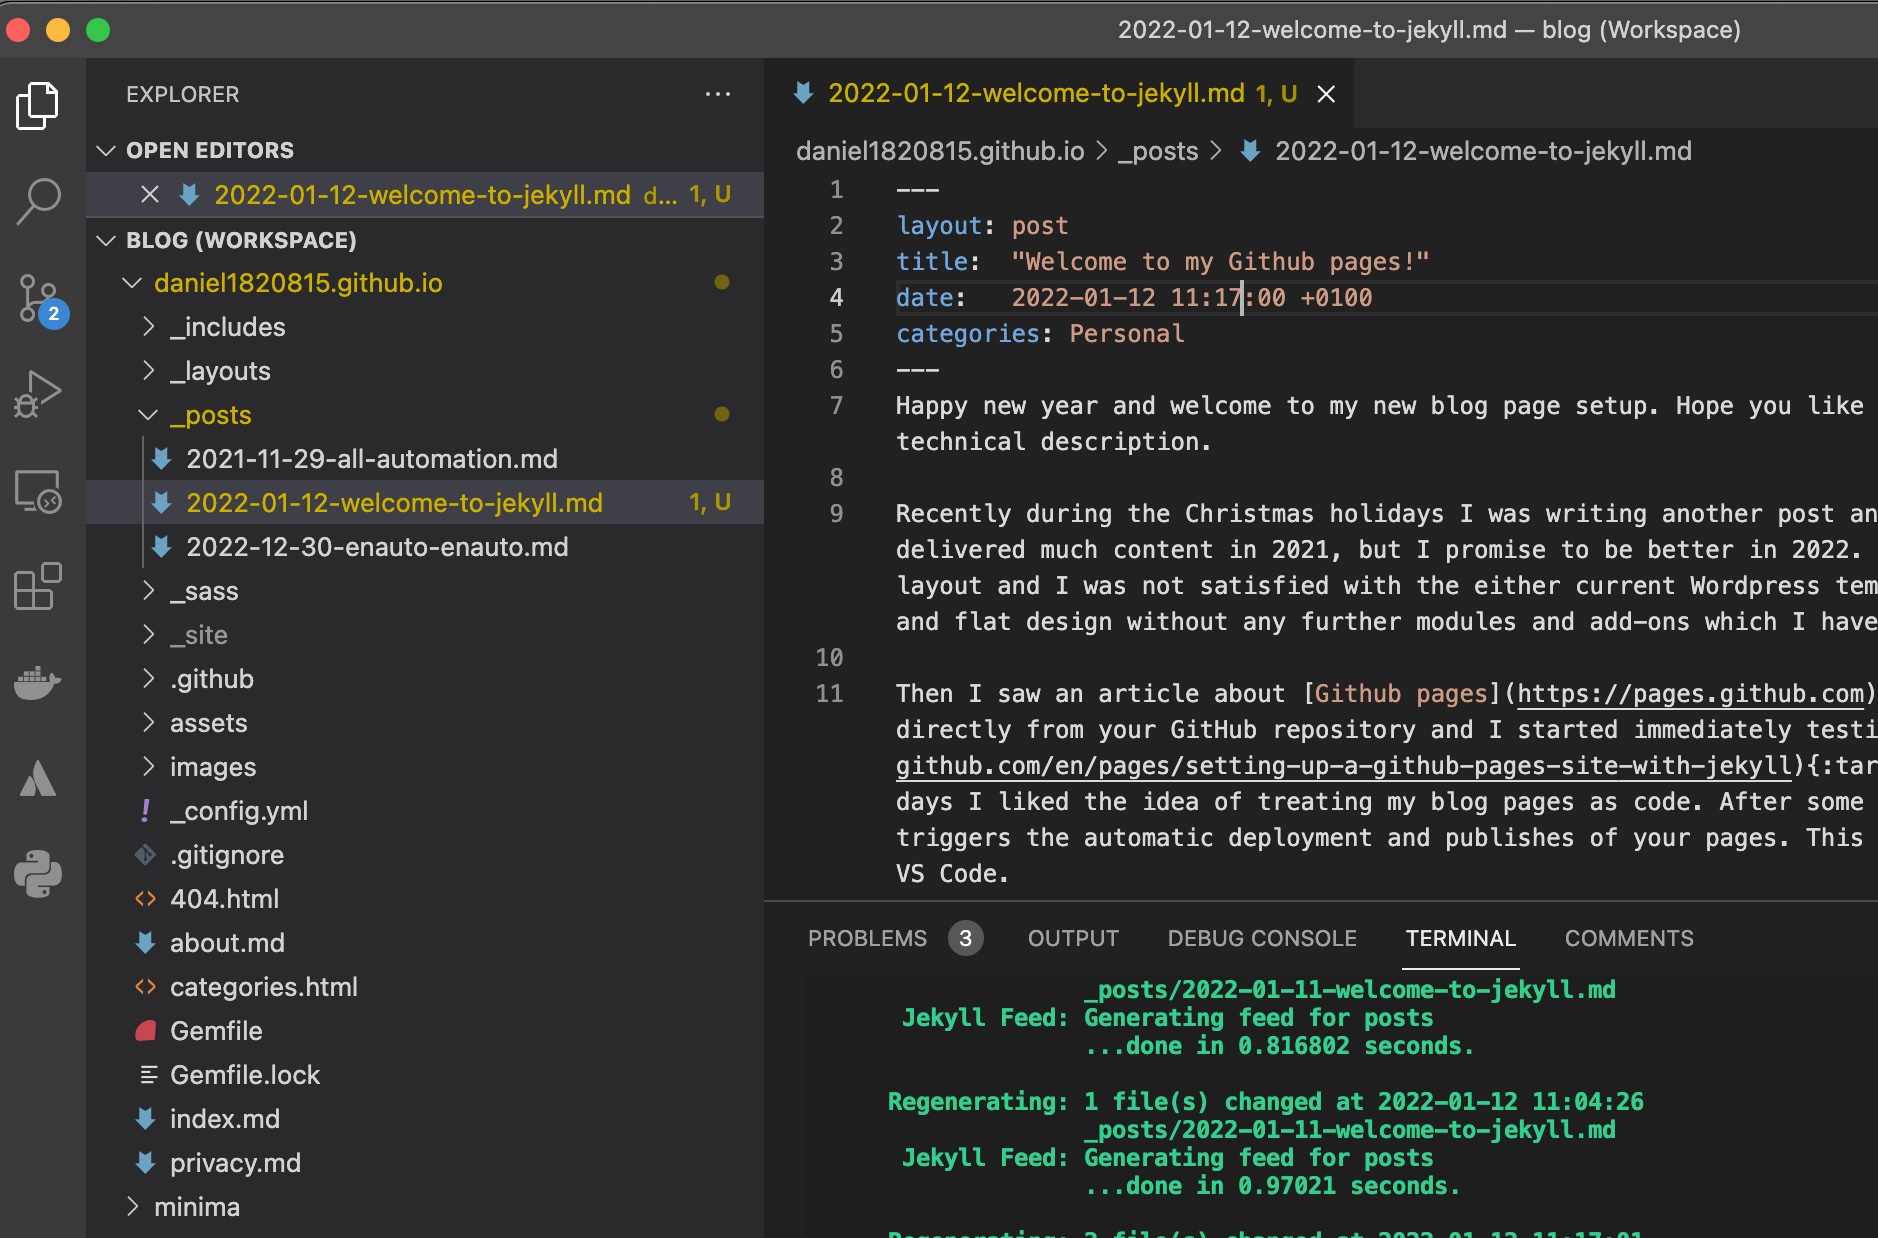 2022-01-12-welcome-to-jekyll.md — blog (Workspace)
EXPLORER
OPEN EDITORS
2022-01-12-welcome-to-jekyll.md d... 1, U
BLOG (WORKSPACE)
daniel1820815.github.io
_includes
_layouts
_posts
2021-11-29-all-automation.md
2022-01-12-welcome-to-jekyll.md 1, U
2022-12-30-enauto-enauto.md
_sass
_site
.github
assets
images
_config.yml
.gitignore
404.html
about.md
categories.html
Gemfile
Gemfile.lock
index.md
privacy.md
minima
2
2022-01-12-welcome-to-jekyll.md 1, U
daniel1820815.github.io > _posts > 2022-01-12-welcome-to-jekyll.md
1 ---
2 layout: post
3 title: "Welcome to my Github pages!"
4 date: 2022-01-12 11:17:00 +0100
5 categories: Personal
6 ---
7 Happy new year and welcome to my new blog page setup. Hope you like
technical description.
8
9 Recently during the Christmas holidays I was writing another post an
delivered much content in 2021, but I promise to be better in 2022.
layout and I was not satisfied with the either current Wordpress tem
and flat design without any further modules and add-ons which I have
10
11 Then I saw an article about [Github pages](https://pages.github.com)
directly from your GitHub repository and I started immediately testi
github.com/en/pages/setting-up-a-github-pages-site-with-jekyll){:tar
days I liked the idea of treating my blog pages as code. After some
triggers the automatic deployment and publishes of your pages. This
VS Code.
PROBLEMS 3 OUTPUT DEBUG CONSOLE TERMINAL COMMENTS
_posts/2022-01-11-welcome-to-jekyll.md
Jekyll Feed: Generating feed for posts
...done in 0.816802 seconds.
Regenerating: 1 file(s) changed at 2022-01-12 11:04:26
_posts/2022-01-11-welcome-to-jekyll.md
Jekyll Feed: Generating feed for posts
...done in 0.97021 seconds.
Regenerating: 2 file(s) changed at 2022-01-12 11:17:01